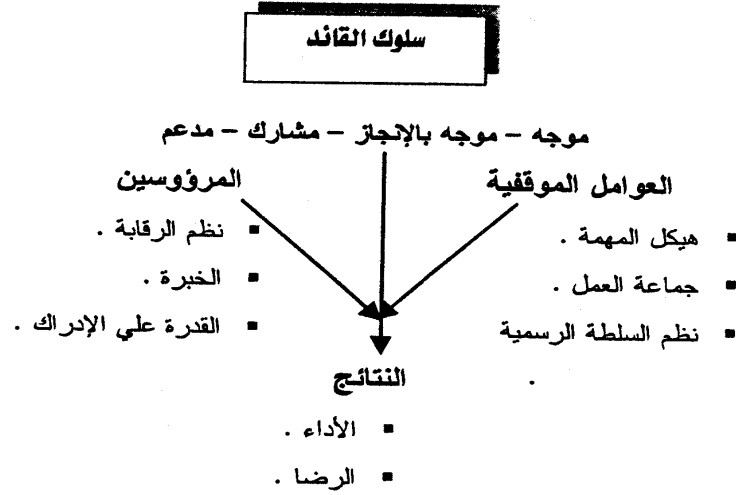 سلوك القائد
موجه – موجه بالإنجاز – مشارك – مدعم
العوامل الموقفية
▪ هيكل المهمة .
▪ جماعة العمل .
▪ نظم السلطة الرسمية
.
المرؤوسين
▪ نظم الرقابة .
▪ الخبرة .
▪ القدرة علي الإدراك .
النتائج
▪ الأداء .
▪ الرضا .